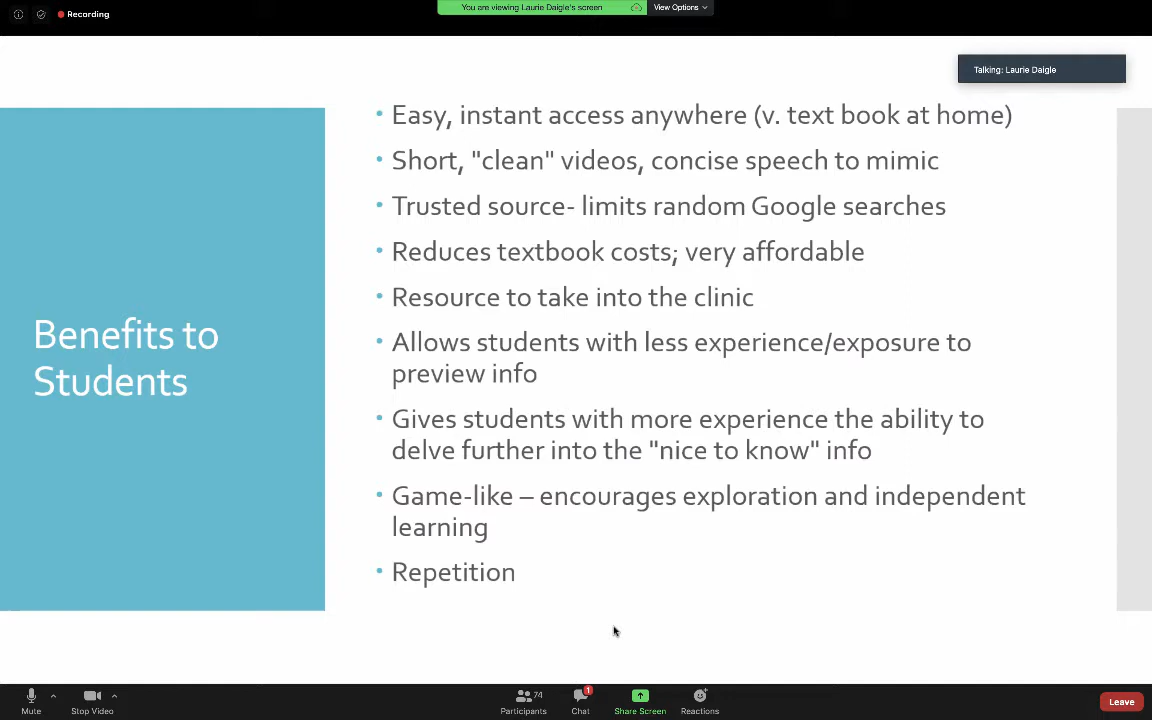 Recording
You are viewing Laurie Daigle's screen
View Options
Talking: Laurie Daigle
Benefits to
Students
• Easy, instant access anywhere (v. text book at home)
• Short, "clean" videos, concise speech to mimic
• Trusted source- limits random Google searches
• Reduces textbook costs; very affordable
• Resource to take into the clinic
• Allows students with less experience/exposure to
preview info
• Gives students with more experience the ability to
delve further into the "nice to know" info
• Game-like – encourages exploration and independent
learning
• Repetition
Mute
Stop Video
74
Participants
1
Chat
Share Screen
Reactions
Leave